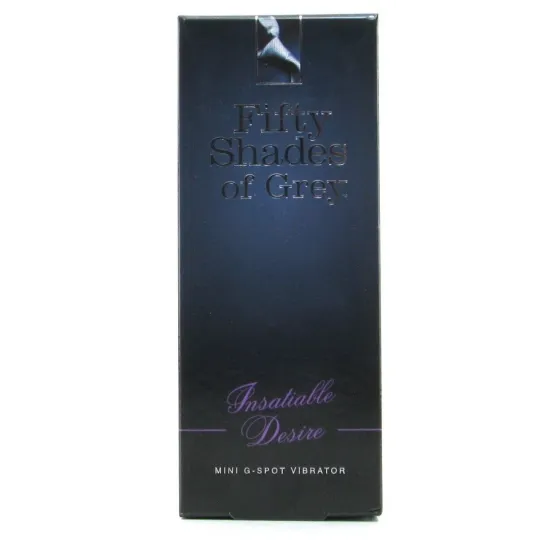 Fifty
Shades
of Grey
Insatiable
Desire
MINI G-SPOT VIBRATOR